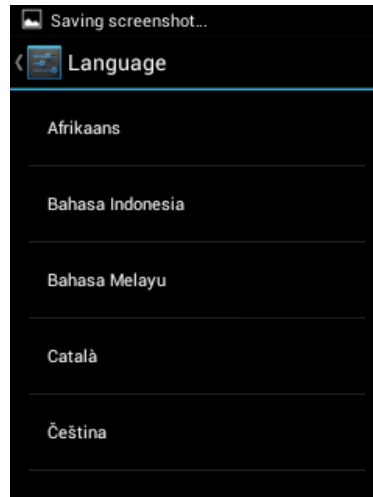 Saving screenshot...
Language
Afrikaans
Bahasa Indonesia
Bahasa Melayu
Català
Čeština